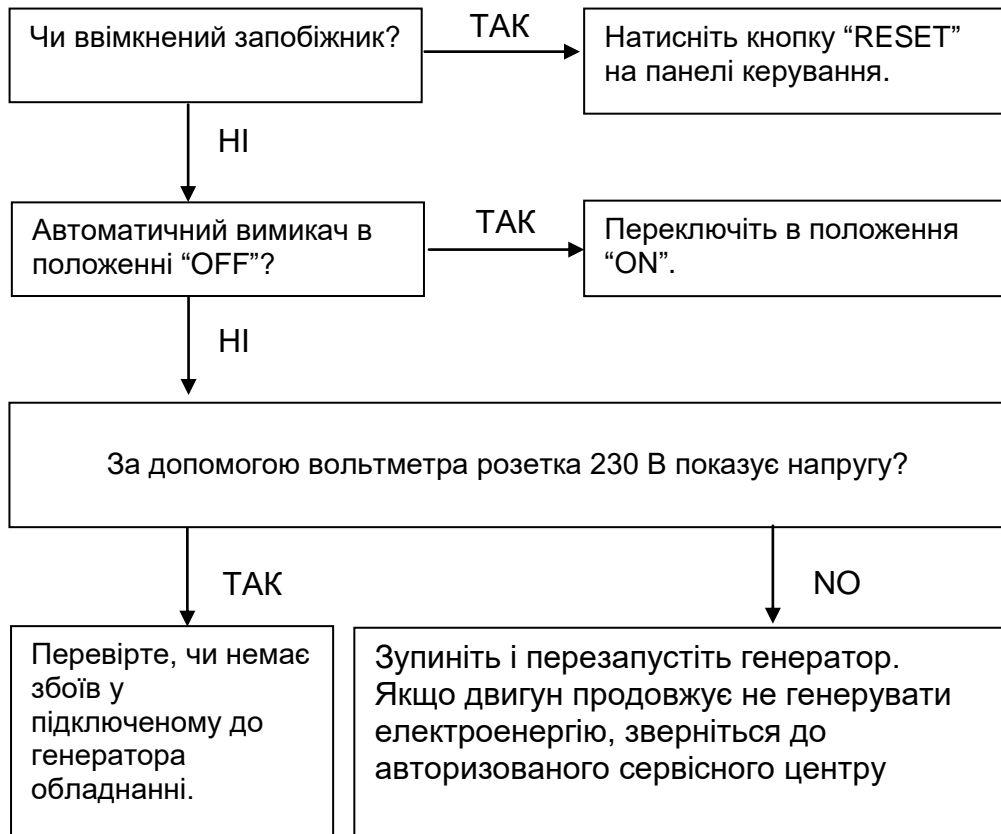 Чи ввімкнений запобіжник?
ТАК
Натисніть кнопку “RESET”
на панелі керування.
НІ
Автоматичний вимикач в
положенні “OFF”?
ТАК
Переключіть в положення
“ON”.
НІ
За допомогою вольтметра розетка 230 В показує напругу?
ТАК
NO
Перевірте, чи немає
збоїв у
підключеному до
генератора
обладнанні.
Зупиніть і перезапустіть генератор.
Якщо двигун продовжує не генерувати
електроенергію, зверніться до
авторизованого сервісного центру